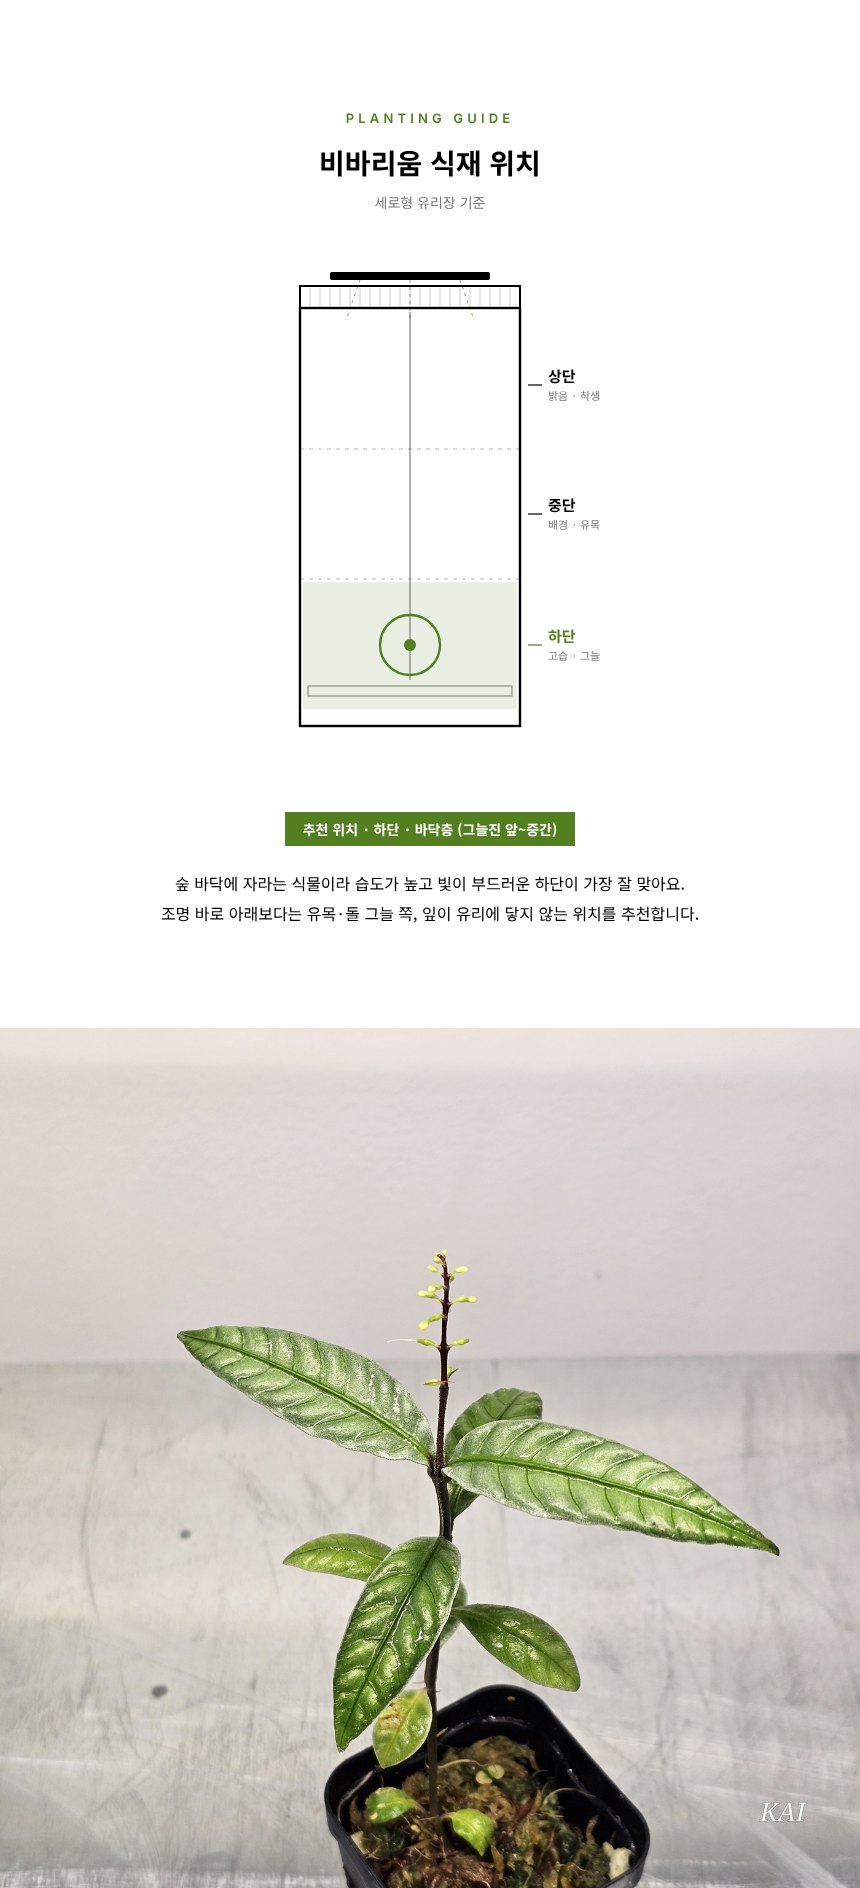 PLANTING GUIDE
비바리움 식재 위치
세로형 유리장 기준
상단
밝음 · 착생
중단
배경 · 유목
하단
고습 · 그늘
추천 위치 · 하단 · 바닥층 (그늘진 앞~중간)
숲 바닥에 자라는 식물이라 습도가 높고 빛이 부드러운 하단이 가장 잘 맞아요.
조명 바로 아래보다는 유목·돌 그늘 쪽, 잎이 유리에 닿지 않는 위치를 추천합니다.
KAI